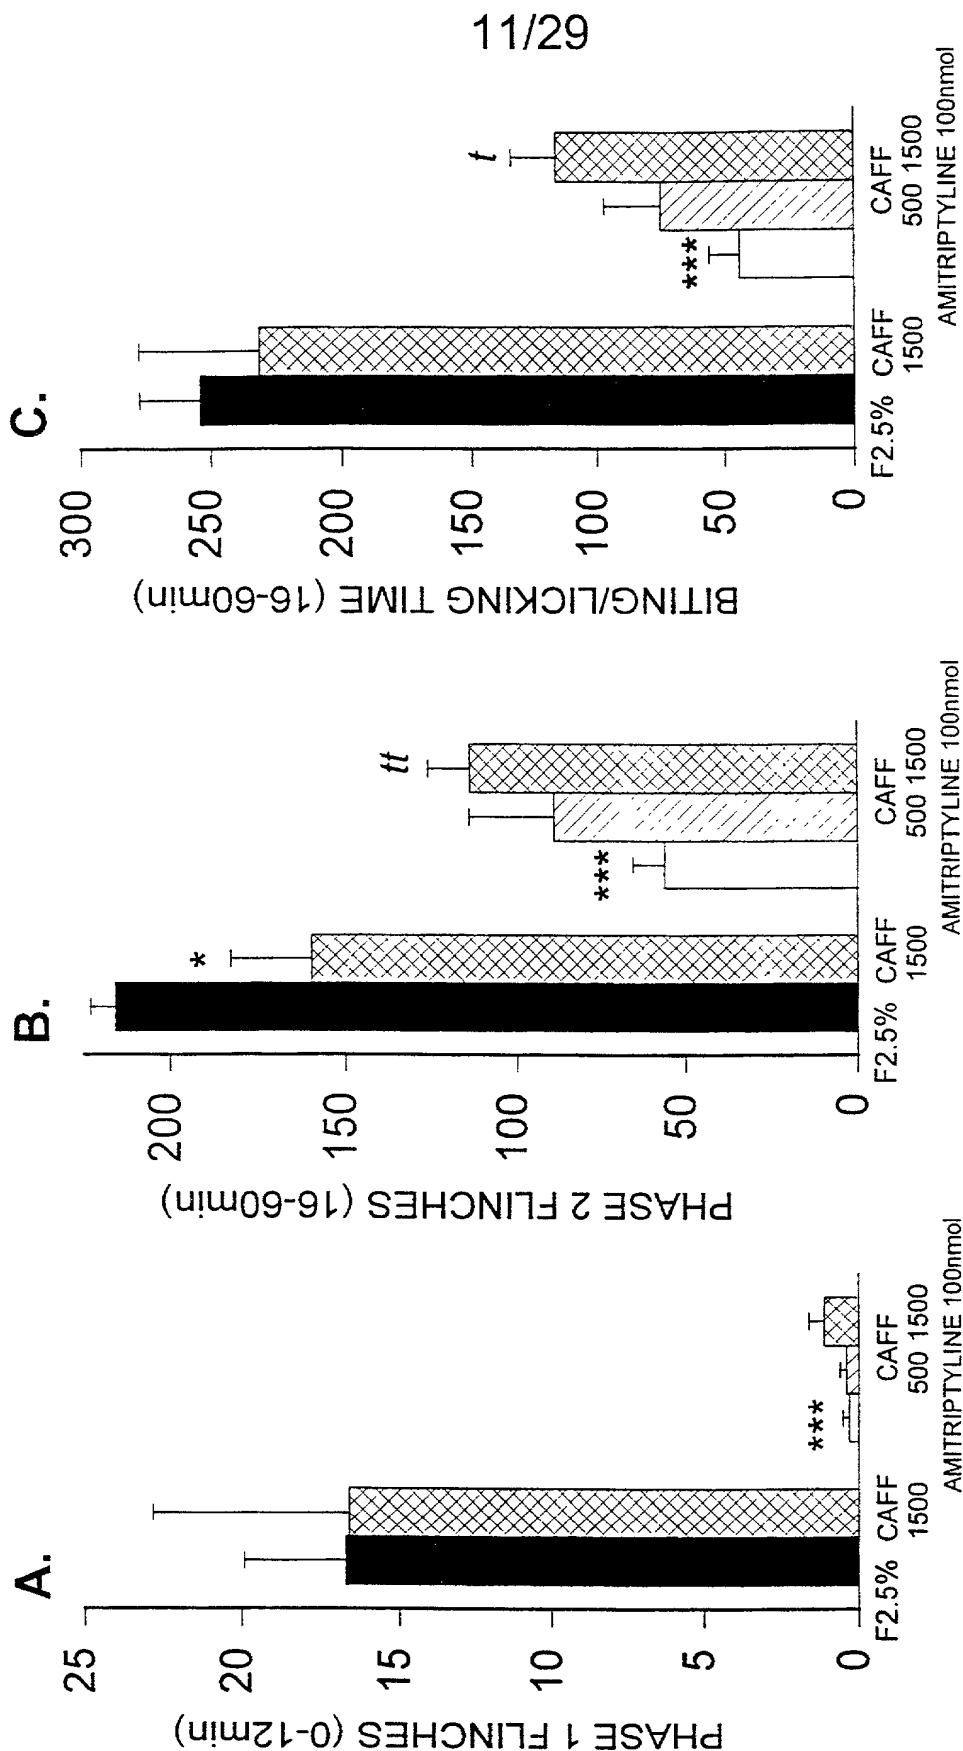 11/29
A.
PHASE 1 FLINCHES (0-12min)
25
20
15
10
5
0
F2.5% CAFF
1500
***
CAFF
500 1500
AMITRIPTYLINE 100nmol
B.
PHASE 2 FLINCHES (16-60min)
200
150
100
50
0
*
F2.5% CAFF
1500
***
tt
CAFF
500 1500
AMITRIPTYLINE 100nmol
C.
BITING/LICKING TIME (16-60min)
300
250
200
150
100
50
0
F2.5% CAFF
1500
***
t
CAFF
500 1500
AMITRIPTYLINE 100nmol